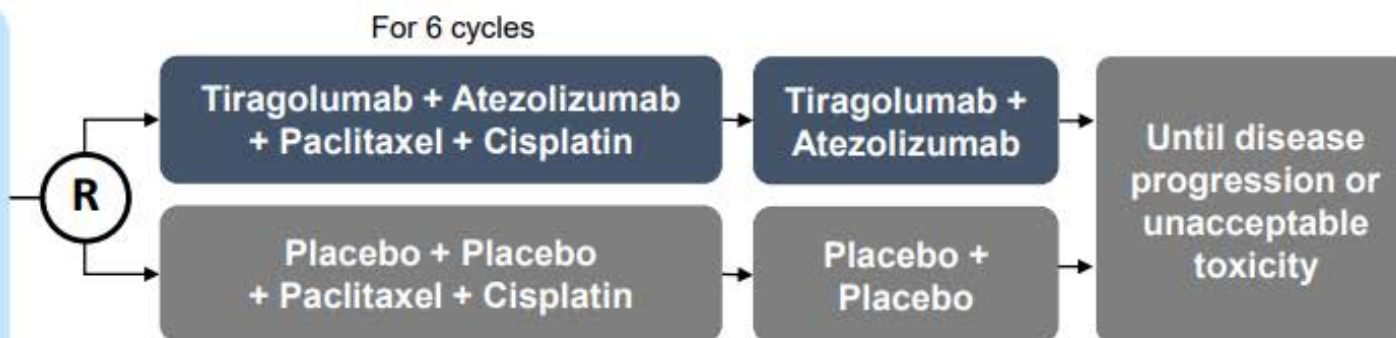 For 6 cycles
R
Tiragolumab + Atezolizumab
+ Paclitaxel + Cisplatin
Tiragolumab +
Atezolizumab
Placebo + Placebo
+ Paclitaxel + Cisplatin
Placebo +
Placebo
Until disease
progression or
unacceptable
toxicity